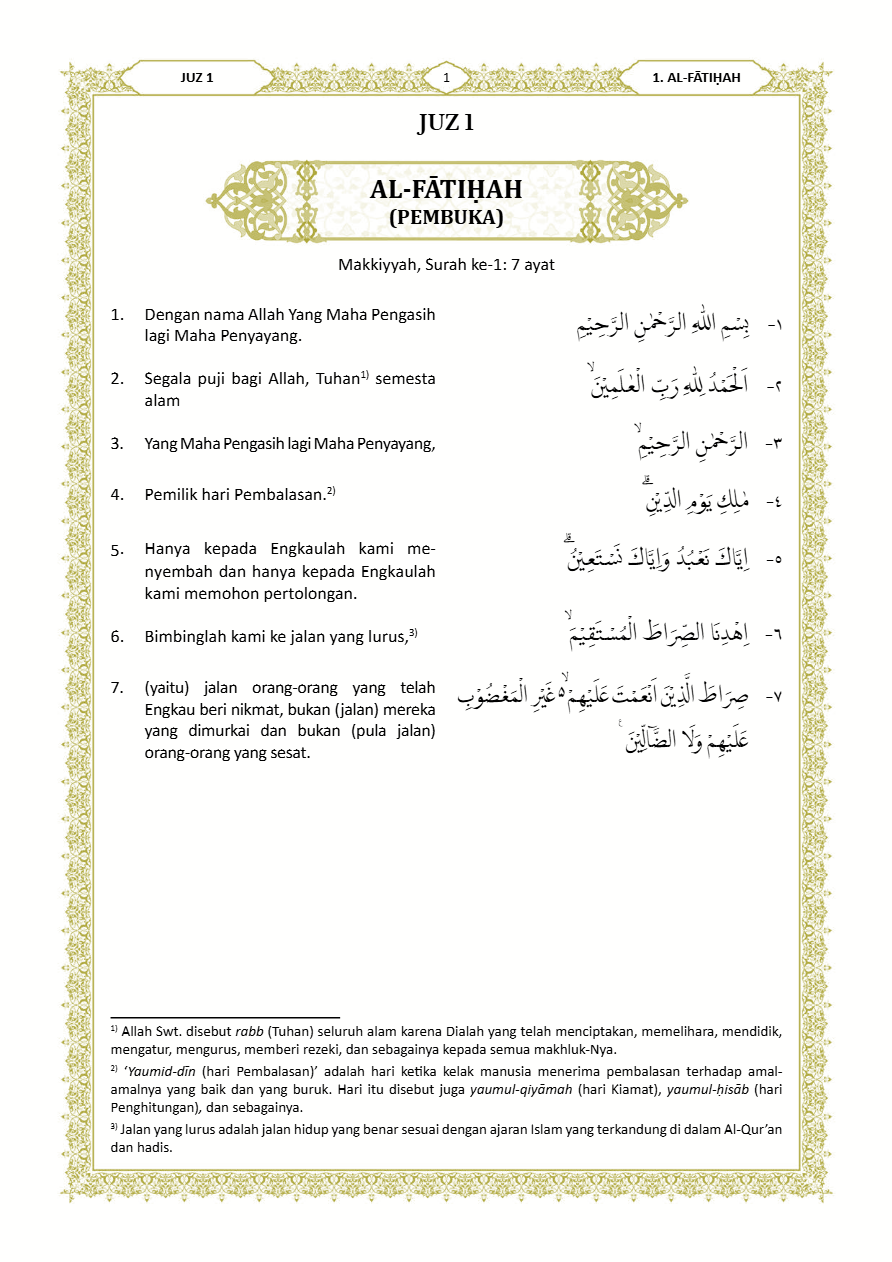 JUZ 1
1
1. AL-FĀTIḤAH
JUZ 1
AL-FĀTIḤAH
(PEMBUKA)
Makkiyyah, Surah ke-1: 7 ayat
1. Dengan nama Allah Yang Maha Pengasih
lagi Maha Penyayang.
١- بِسْمِ اللّٰهِ الرَّحْمٰنِ الرَّحِيْمِ
2. Segala puji bagi Allah, Tuhan¹⁾ semesta
alam
٢- اَلْحَمْدُ لِلّٰهِ رَبِّ الْعٰلَمِيْنَۙ
3. Yang Maha Pengasih lagi Maha Penyayang,
٣- الرَّحْمٰنِ الرَّحِيْمِۙ
4. Pemilik hari Pembalasan.²⁾
٤- مٰلِكِ يَوْمِ الدِّيْنِۗ
5. Hanya kepada Engkaulah kami me-
nyembah dan hanya kepada Engkaulah
kami memohon pertolongan.
٥- اِيَّاكَ نَعْبُدُ وَاِيَّاكَ نَسْتَعِيْنُۗ
6. Bimbinglah kami ke jalan yang lurus,³⁾
٦- اِهْدِنَا الصِّرَاطَ الْمُسْتَقِيْمَۙ
7. (yaitu) jalan orang-orang yang telah
Engkau beri nikmat, bukan (jalan) mereka
yang dimurkai dan bukan (pula jalan)
orang-orang yang sesat.
٧- صِرَاطَ الَّذِيْنَ اَنْعَمْتَ عَلَيْهِمْۙ ەۙ غَيْرِ الْمَغْضُوْبِ
عَلَيْهِمْ وَلَا الضَّاۤلِّيْنَࣖ
¹⁾ Allah Swt. disebut rabb (Tuhan) seluruh alam karena Dialah yang telah menciptakan, memelihara, mendidik,
mengatur, mengurus, memberi rezeki, dan sebagainya kepada semua makhluk-Nya.
²⁾ ‘Yaumid-dīn (hari Pembalasan)’ adalah hari ketika kelak manusia menerima pembalasan terhadap amal-
amalnya yang baik dan yang buruk. Hari itu disebut juga yaumul-qiyāmah (hari Kiamat), yaumul-ḥisāb (hari
Penghitungan), dan sebagainya.
³⁾ Jalan yang lurus adalah jalan hidup yang benar sesuai dengan ajaran Islam yang terkandung di dalam Al-Qur’an
dan hadis.